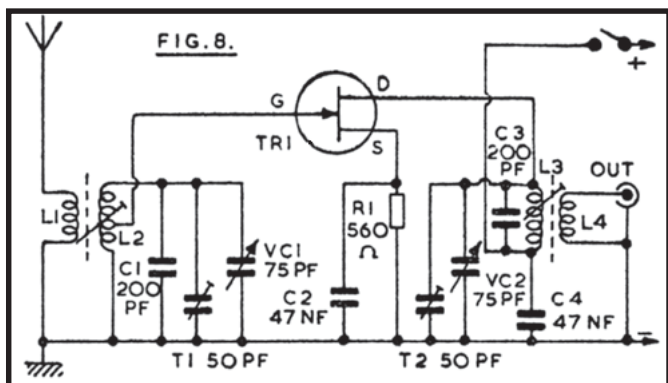 FIG.8.
G
D
S
TR1
C3
200
PF
L3
OUT
L1
L2
L4
R1
560
Ω
C1
200
PF
VC1
75 PF
C2
47 NF
VC2
75 PF
C4
47 NF
T1 50 PF
T2 50 PF
+
−